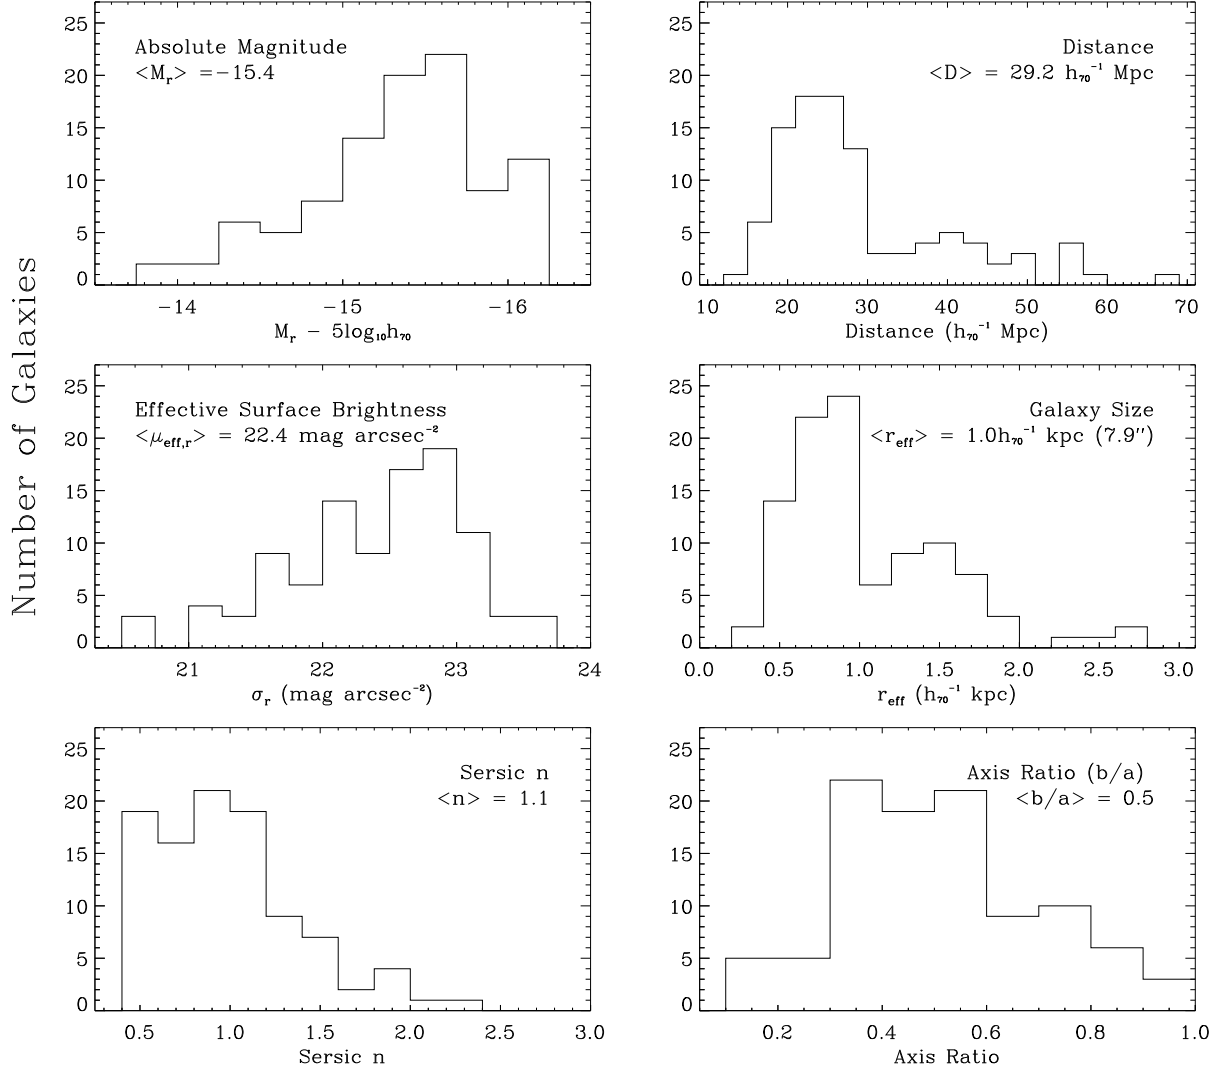 Number of Galaxies
25
20
15
10
5
0
Absolute Magnitude
<M_r> =−15.4
−14 −15 −16
M_r − 5log₁₀h₇₀
25
20
15
10
5
0
Distance
<D> = 29.2 h₇₀⁻¹ Mpc
10 20 30 40 50 60 70
Distance (h₇₀⁻¹ Mpc)
25
20
15
10
5
0
Effective Surface Brightness
<μ_eff,r> = 22.4 mag arcsec⁻²
21 22 23 24
σ_r (mag arcsec⁻²)
25
20
15
10
5
0
Galaxy Size
<r_eff> = 1.0h₇₀⁻¹ kpc (7.9″)
0.0 0.5 1.0 1.5 2.0 2.5 3.0
r_eff (h₇₀⁻¹ kpc)
25
20
15
10
5
0
Sersic n
<n> = 1.1
0.5 1.0 1.5 2.0 2.5 3.0
Sersic n
25
20
15
10
5
0
Axis Ratio (b/a)
<b/a> = 0.5
0.2 0.4 0.6 0.8 1.0
Axis Ratio